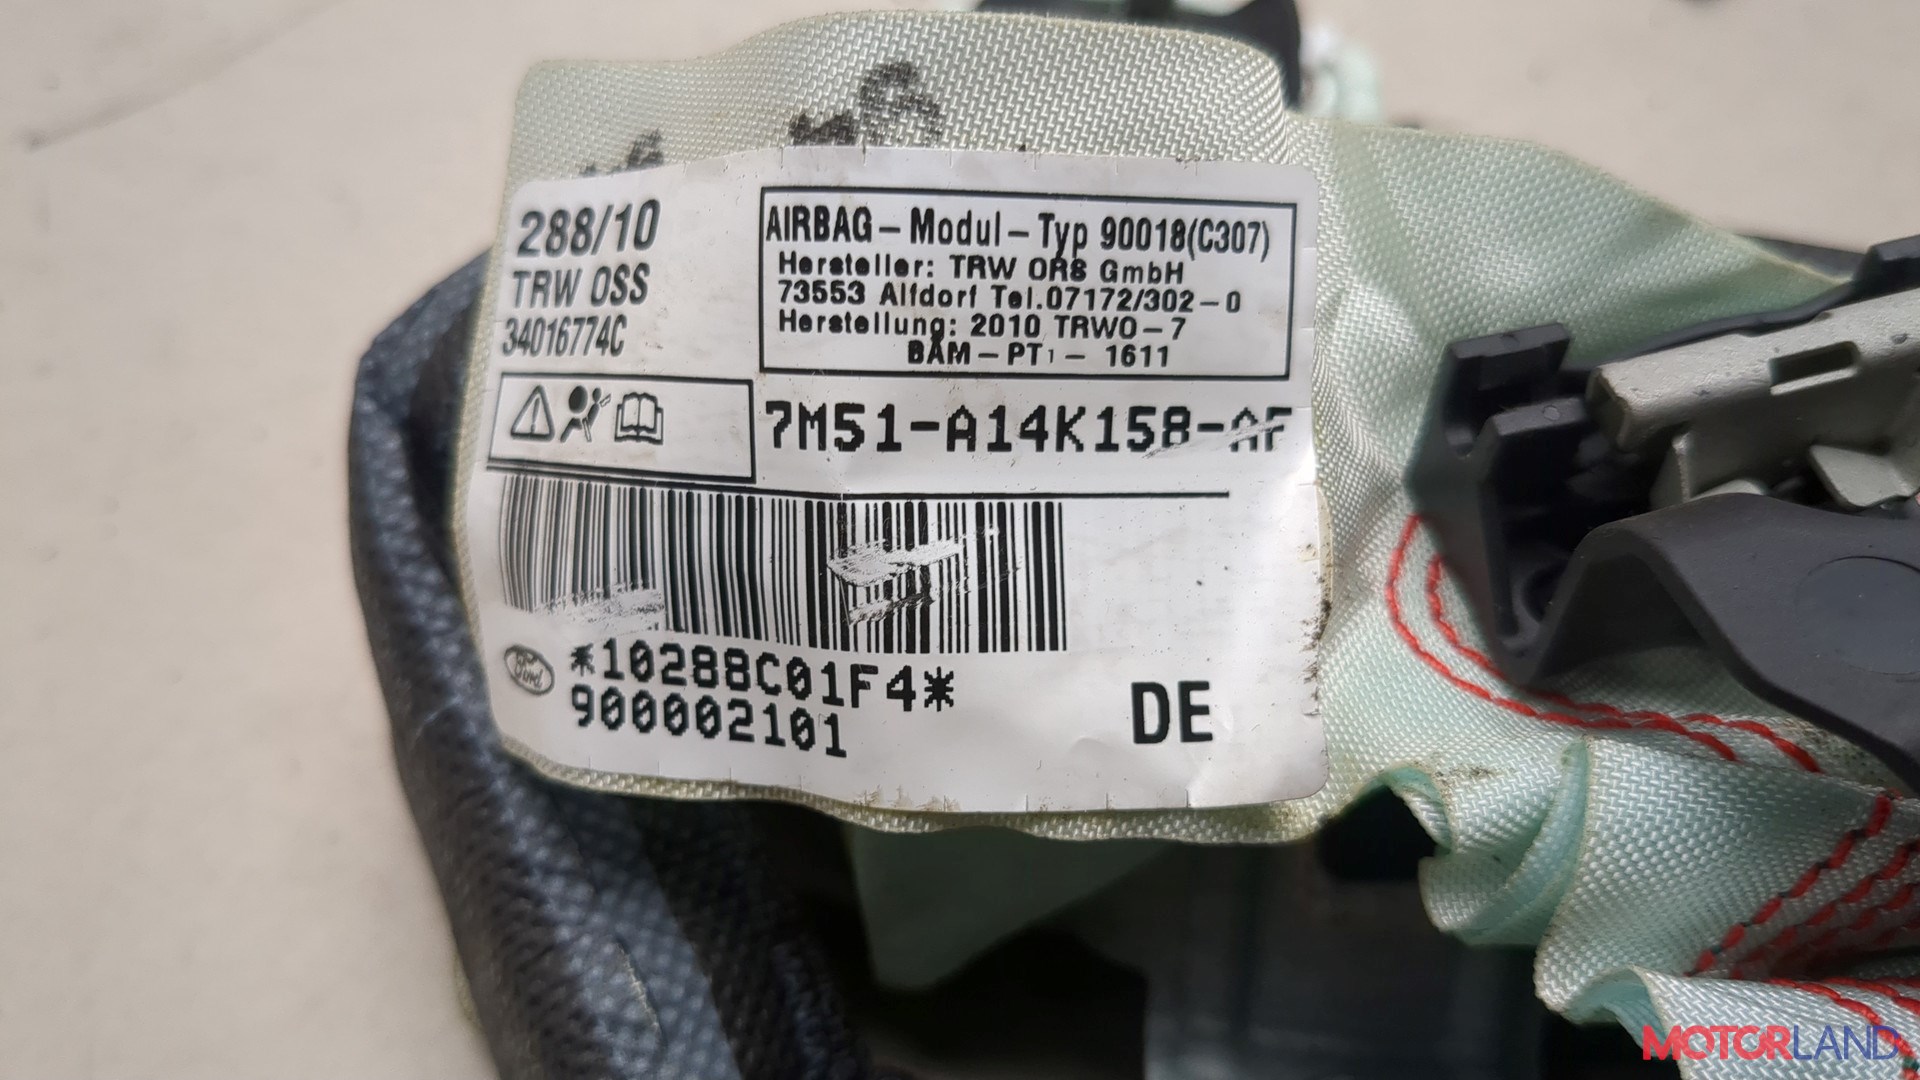 288/10
TRW OSS
34016774C
AIRBAG - Modul - Typ 90018(C307)
Hersteller: TRW ORS GmbH
73553 Alfdorf Tel.07172/302-0
Herstellung: 2010 TRWO-7
BAM-PT1- 1611
7M51-A14K158-AF
Ford
*10288C01F4*
900002101
DE
MOTORLAND